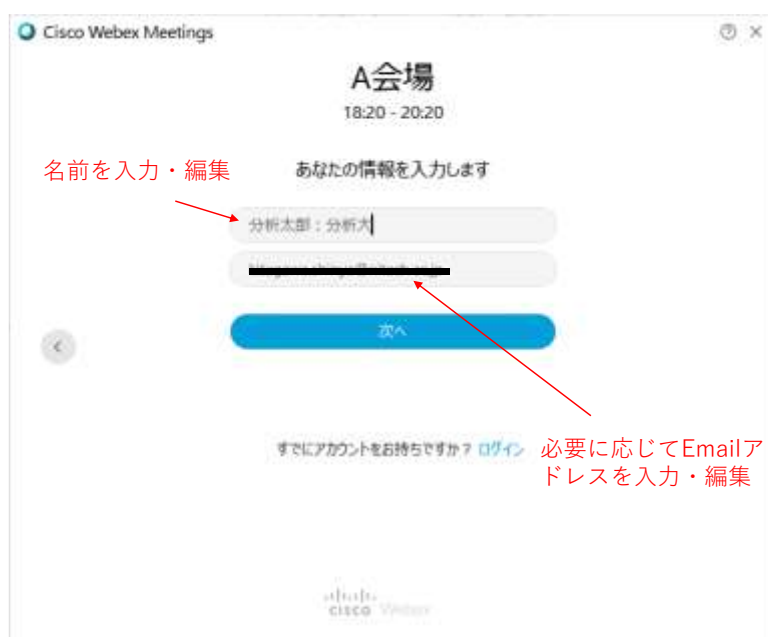 Cisco Webex Meetings
A会場
18:20 - 20:20
名前を入力・編集
あなたの情報を入力します
分析太郎：分析大
次へ
すでにアカウントをお持ちですか？ ログイン
必要に応じてEmailア
ドレスを入力・編集
cisco Webex